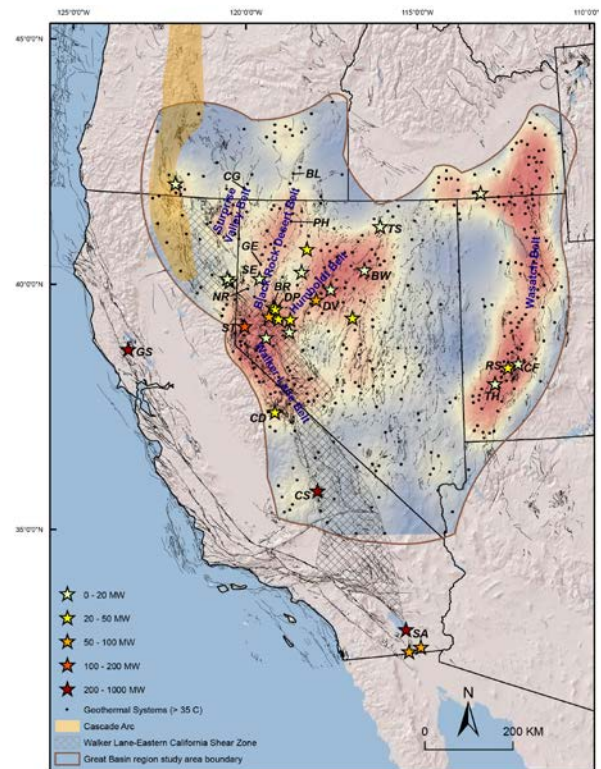 125°0'0"W
120°0'0"W
115°0'0"W
110°0'0"W
45°0'0"N
CG
BL
Surprise
Valley Belt
Black Rock Desert Belt
PH
TS
GE
SE
Humboldt Belt
BW
40°0'0"N
NR
BR
DP
DV
Wasatch Belt
ST
GS
Walker Lane Belt
RS
CF
TH
CD
CS
35°0'0"N
SA
0 - 20 MW
20 - 50 MW
50 - 100 MW
100 - 200 MW
200 - 1000 MW
Geothermal Systems (> 35 C)
Cascade Arc
Walker Lane-Eastern California Shear Zone
Great Basin region study area boundary
N
0 200 KM